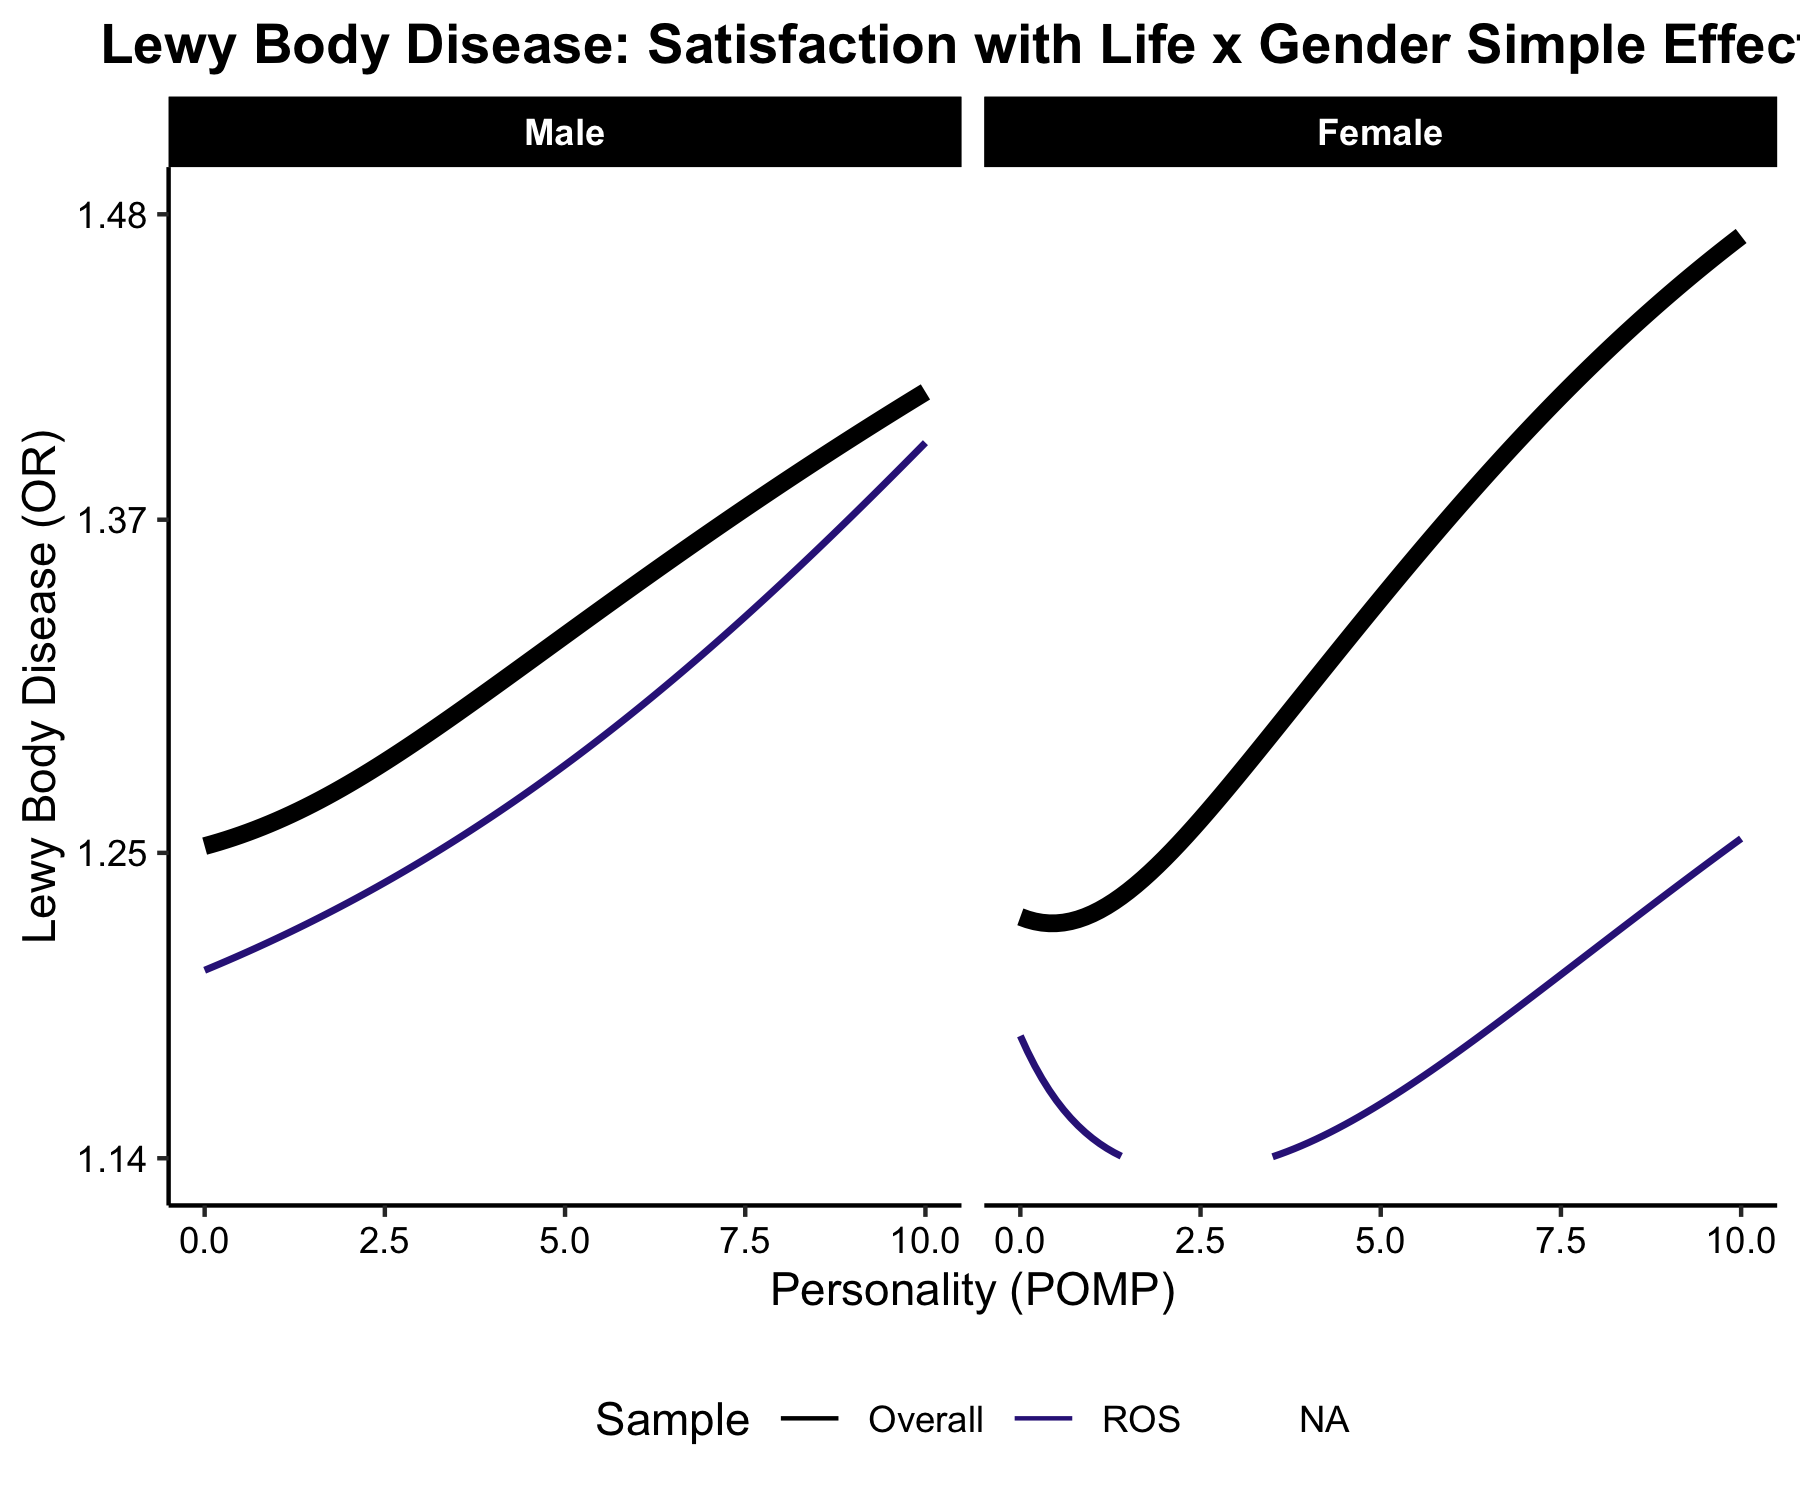 Lewy Body Disease: Satisfaction with Life x Gender Simple Effec
Male
Female
Lewy Body Disease (OR)
1.48
1.37
1.25
1.14
0.0 2.5 5.0 7.5 10.0
0.0 2.5 5.0 7.5 10.0
Personality (POMP)
Sample Overall ROS NA